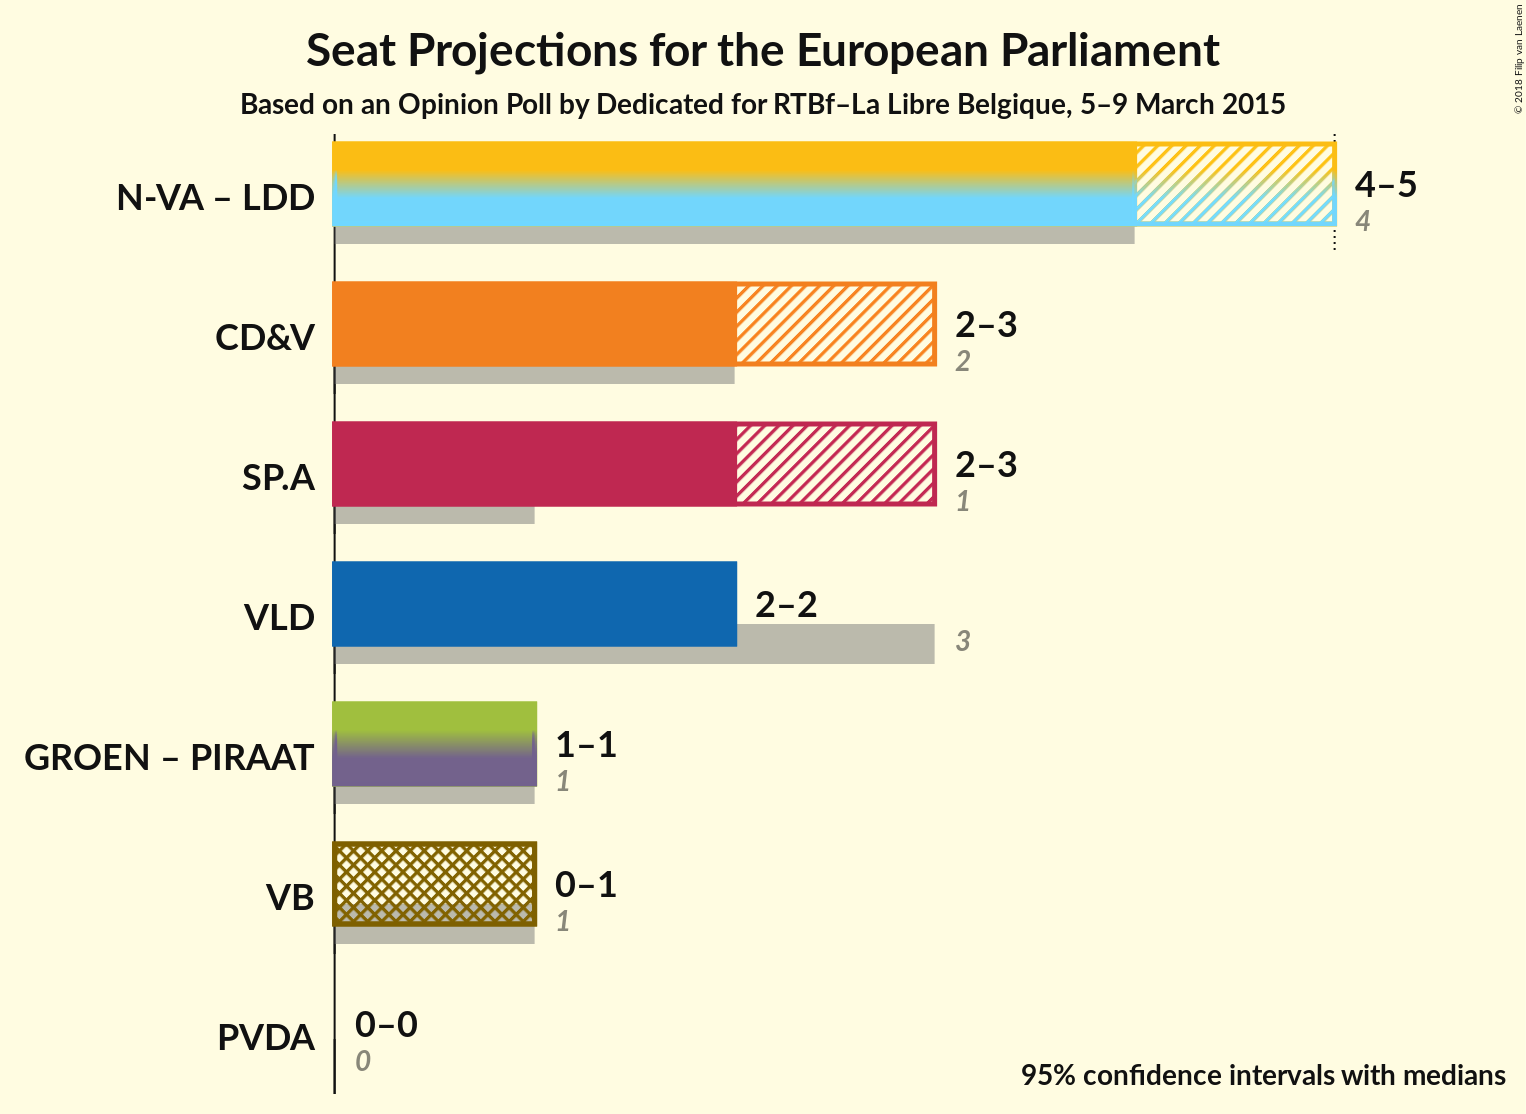 Seat Projections for the European Parliament
Based on an Opinion Poll by Dedicated for RTBf–La Libre Belgique, 5–9 March 2015
© 2018 Filip van Laenen
N-VA – LDD
4–5
4
CD&V
2–3
2
SP.A
2–3
1
VLD
2–2
3
GROEN – PIRAAT
1–1
1
VB
0–1
1
PVDA
0–0
0
95% confidence intervals with medians